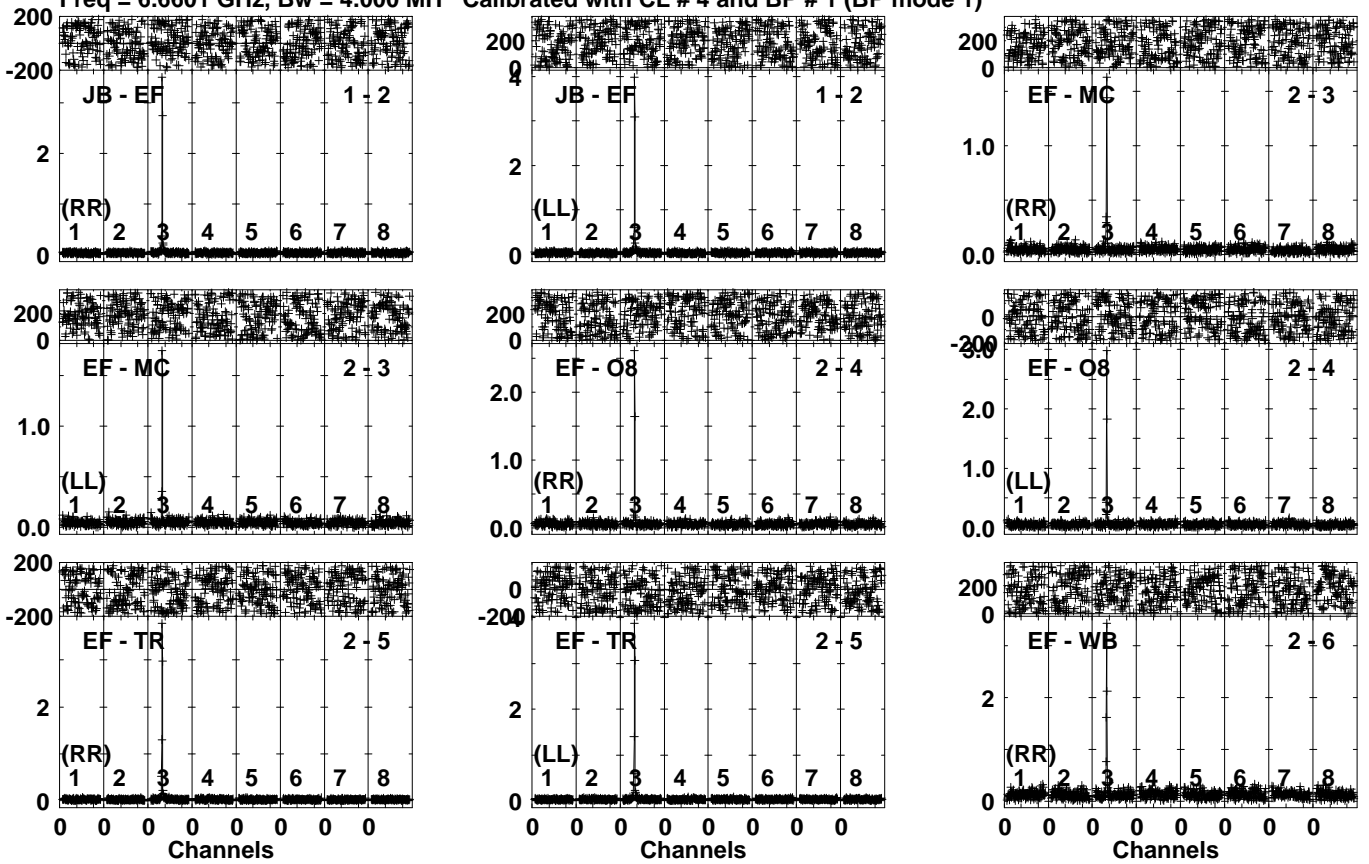 Freq = 6.6601 GHz, Bw = 4.000 MH Calibrated with CL # 4 and BP # 1 (BP mode 1)
200
-200
JB - EF 1 - 2
2
(RR)
1 2 3 4 5 6 7 8
0
200
0
4
JB - EF 1 - 2
2
(LL)
1 2 3 4 5 6 7 8
0
200
0
EF - MC 2 - 3
1.0
(RR)
1 2 3 4 5 6 7 8
0.0
200
0
EF - MC 2 - 3
1.0
(LL)
1 2 3 4 5 6 7 8
0.0
200
0
EF - O8 2 - 4
2.0
1.0
(RR)
1 2 3 4 5 6 7 8
0.0
0
-200
3.0
EF - O8 2 - 4
2.0
1.0
(LL)
1 2 3 4 5 6 7 8
0.0
200
-200
EF - TR 2 - 5
2
(RR)
1 2 3 4 5 6 7 8
0
0 0 0 0 0 0 0 0
Channels
0
-200
4
EF - TR 2 - 5
2
(LL)
1 2 3 4 5 6 7 8
0
0 0 0 0 0 0 0 0
Channels
200
0
EF - WB 2 - 6
2
(RR)
1 2 3 4 5 6 7 8
0
0 0 0 0 0 0 0 0
Channels